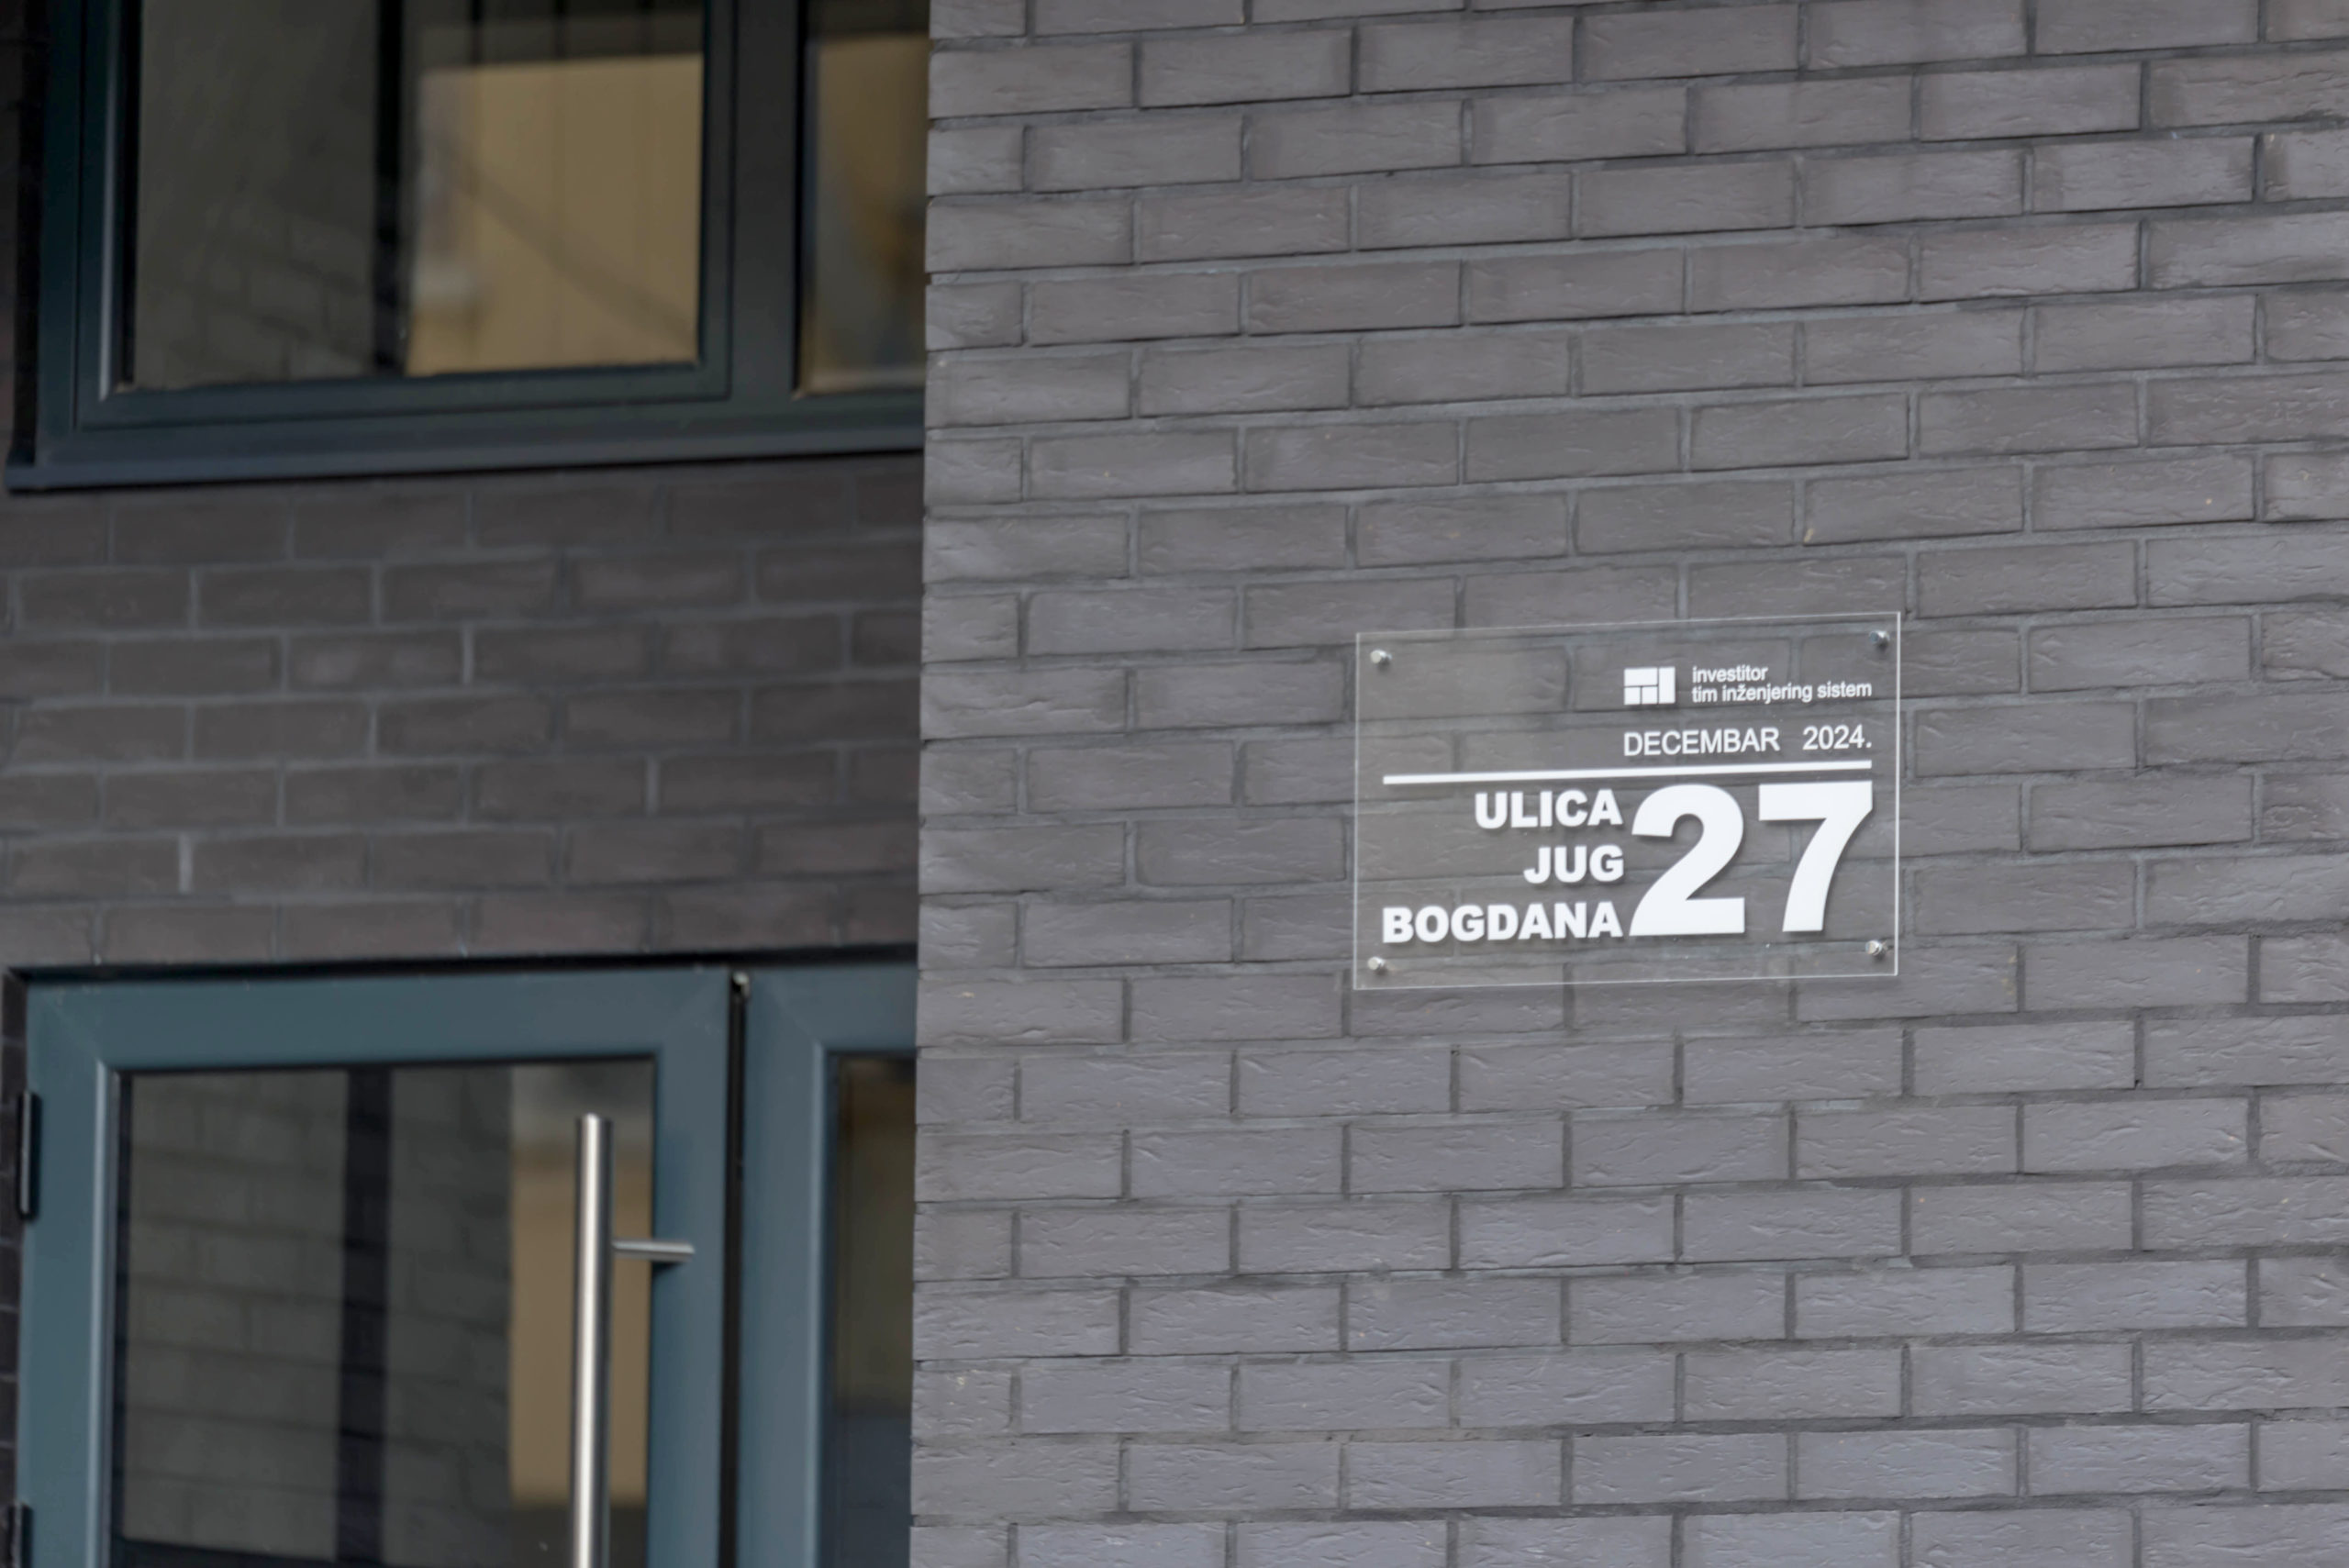 investitor
tim inženjering sistem
DECEMBAR 2024.
ULICA
JUG
BOGDANA
27